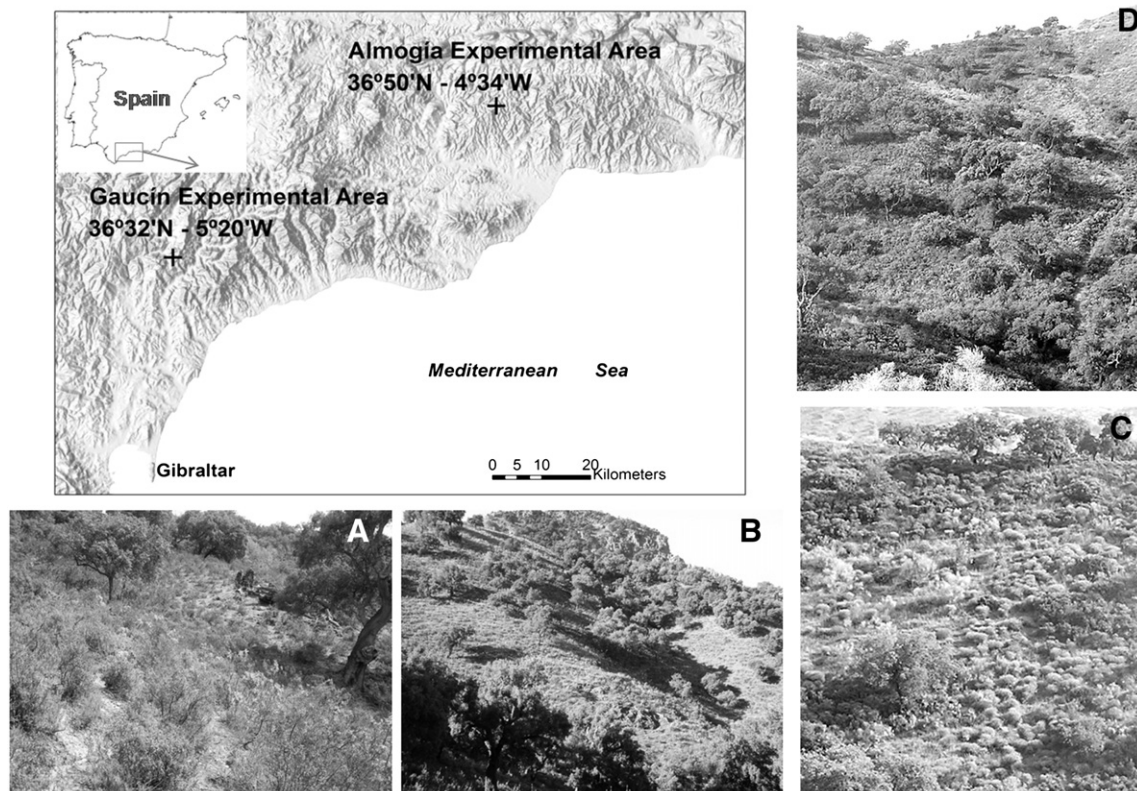 Spain
Almogía Experimental Area
36º50'N - 4º34'W
Gaucín Experimental Area
36º32'N - 5º20'W
Mediterranean Sea
Gibraltar
0 5 10 20
Kilometers
A
B
C
D